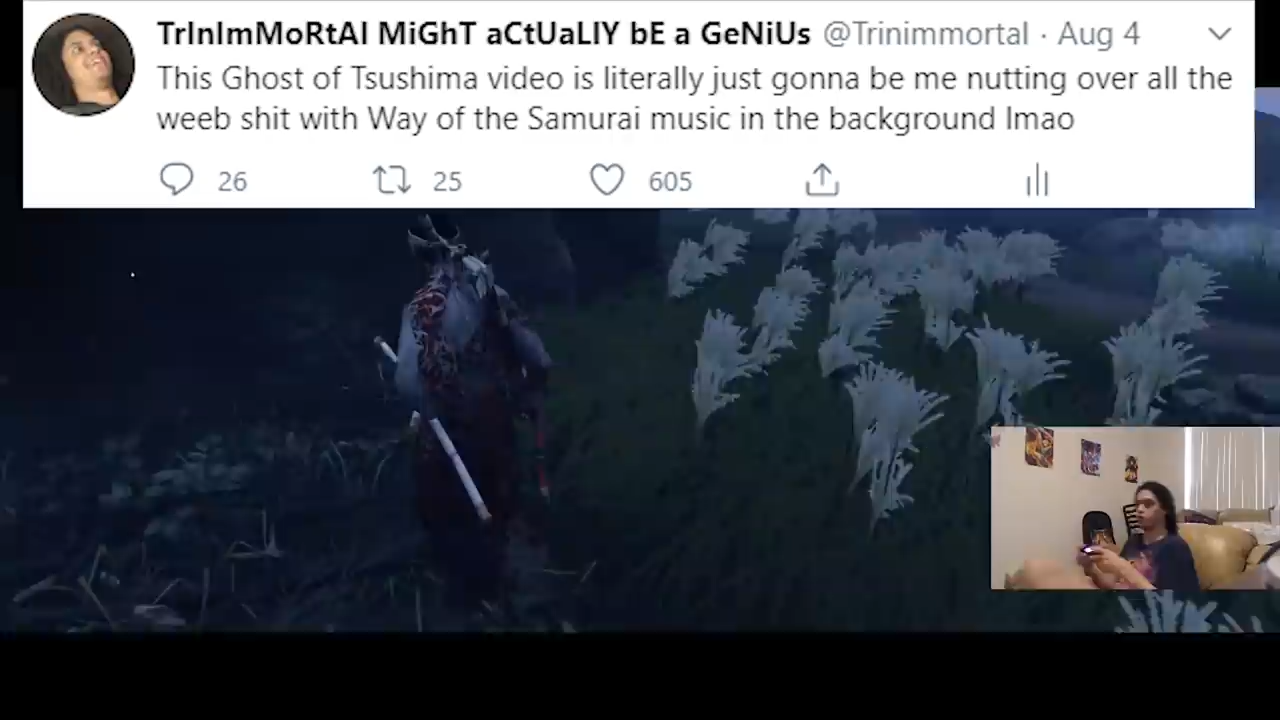 TrInImMoRtAl MiGhT aCtUaLlY bE a GeNiUs @Trinimmortal · Aug 4
This Ghost of Tsushima video is literally just gonna be me nutting over all the
weeb shit with Way of the Samurai music in the background lmao
26 25 605